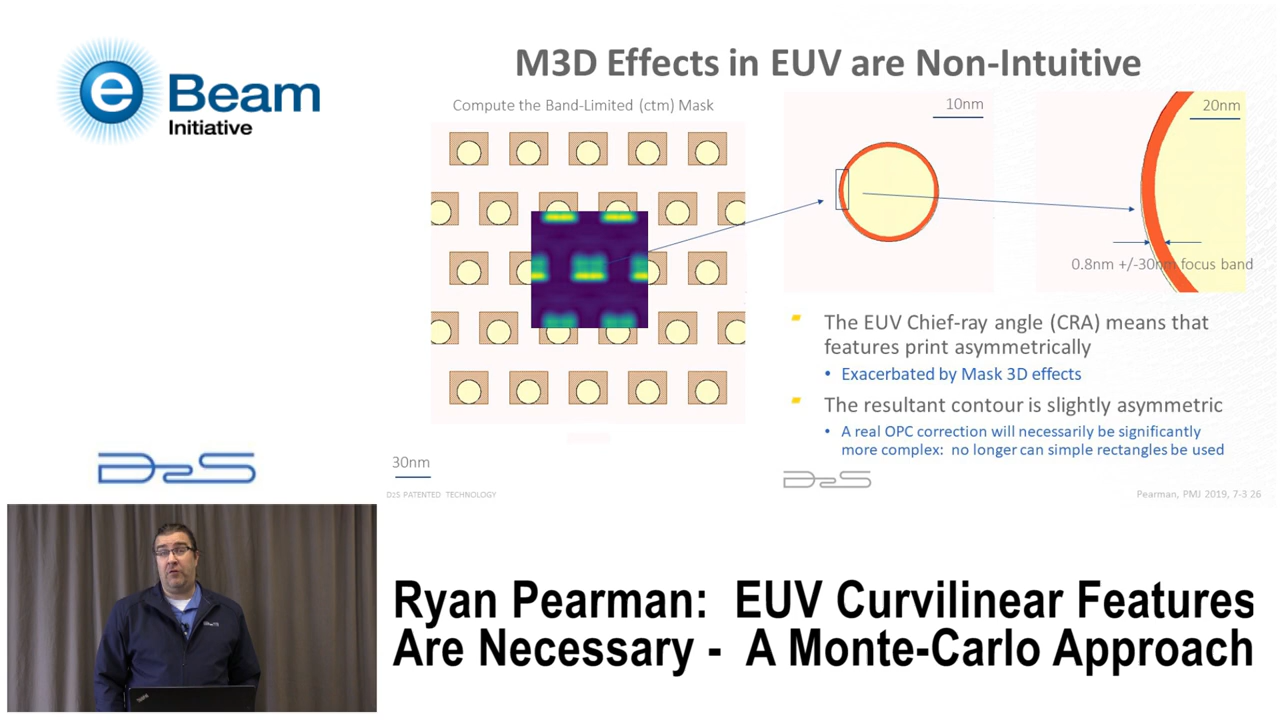 e Beam
Initiative
M3D Effects in EUV are Non-Intuitive
Compute the Band-Limited (ctm) Mask
10nm
20nm
0.8nm +/-30nm focus band
The EUV Chief-ray angle (CRA) means that
features print asymmetrically
Exacerbated by Mask 3D effects
The resultant contour is slightly asymmetric
A real OPC correction will necessarily be significantly
more complex: no longer can simple rectangles be used
30nm
D2S PATENTED TECHNOLOGY
D2S
Pearman, PMJ 2019, 7-3 26
D2S
Ryan Pearman: EUV Curvilinear Features
Are Necessary - A Monte-Carlo Approach